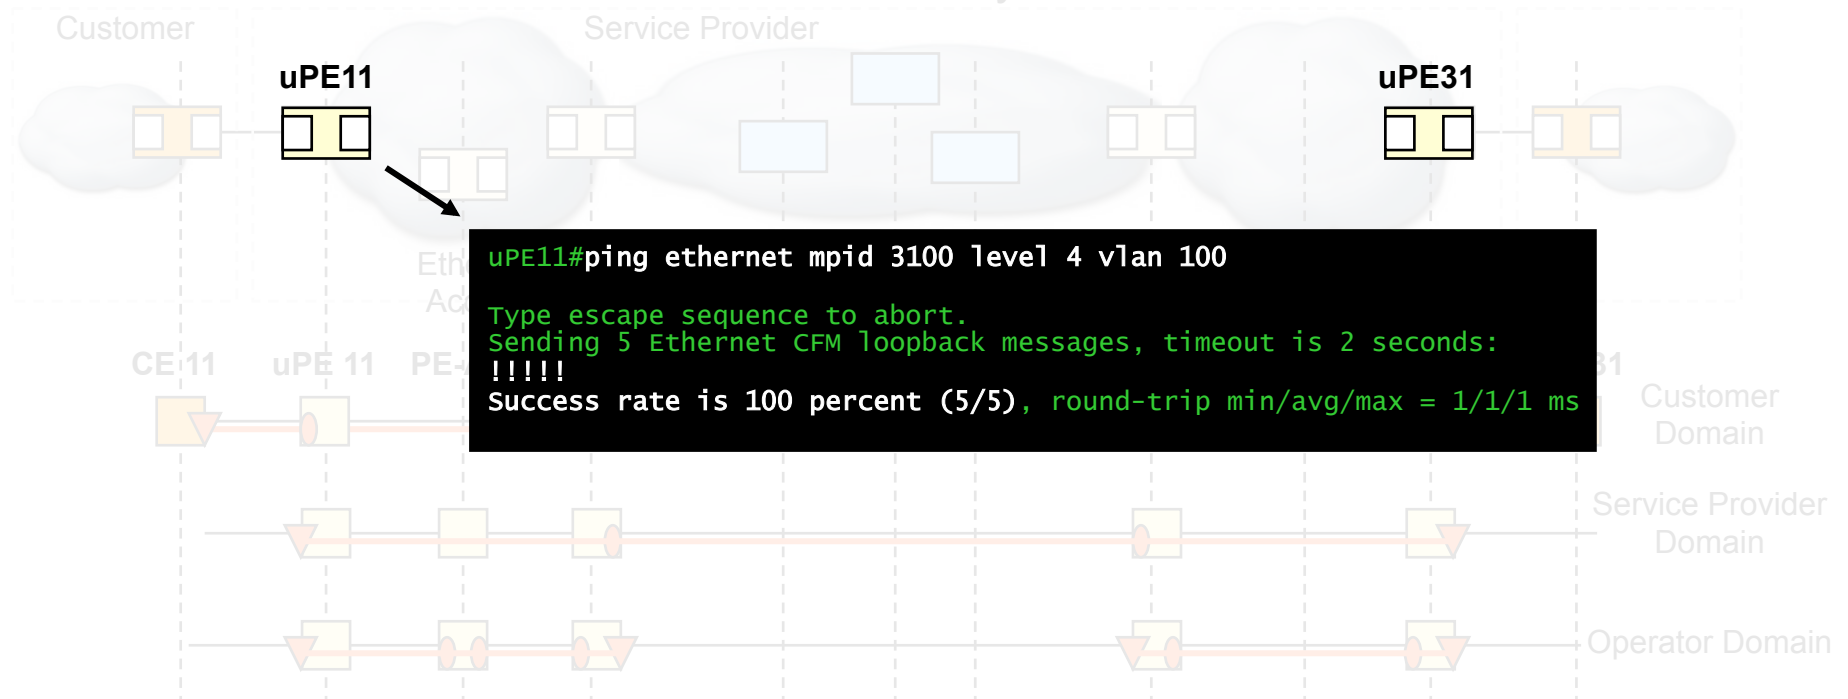 Customer
Service Provider
uPE11
uPE31
uPE11#ping ethernet mpid 3100 level 4 vlan 100
Type escape sequence to abort.
Sending 5 Ethernet CFM loopback messages, timeout is 2 seconds:
!!!!!
Success rate is 100 percent (5/5), round-trip min/avg/max = 1/1/1 ms
CE 11
uPE 11
Customer
Domain
Service Provider
Domain
Operator Domain